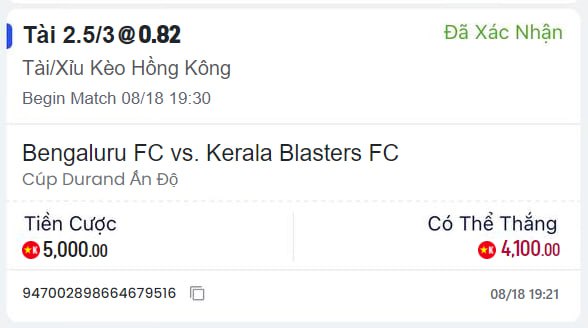 Tài 2.5/3@0.82
Đã Xác Nhận
Tài/Xỉu Kèo Hồng Kông
Begin Match 08/18 19:30
Bengaluru FC vs. Kerala Blasters FC
Cúp Durand Ấn Độ
Tiền Cược
Có Thể Thắng
K 5,000.00
K 4,100.00
947002898664679516
08/18 19:21